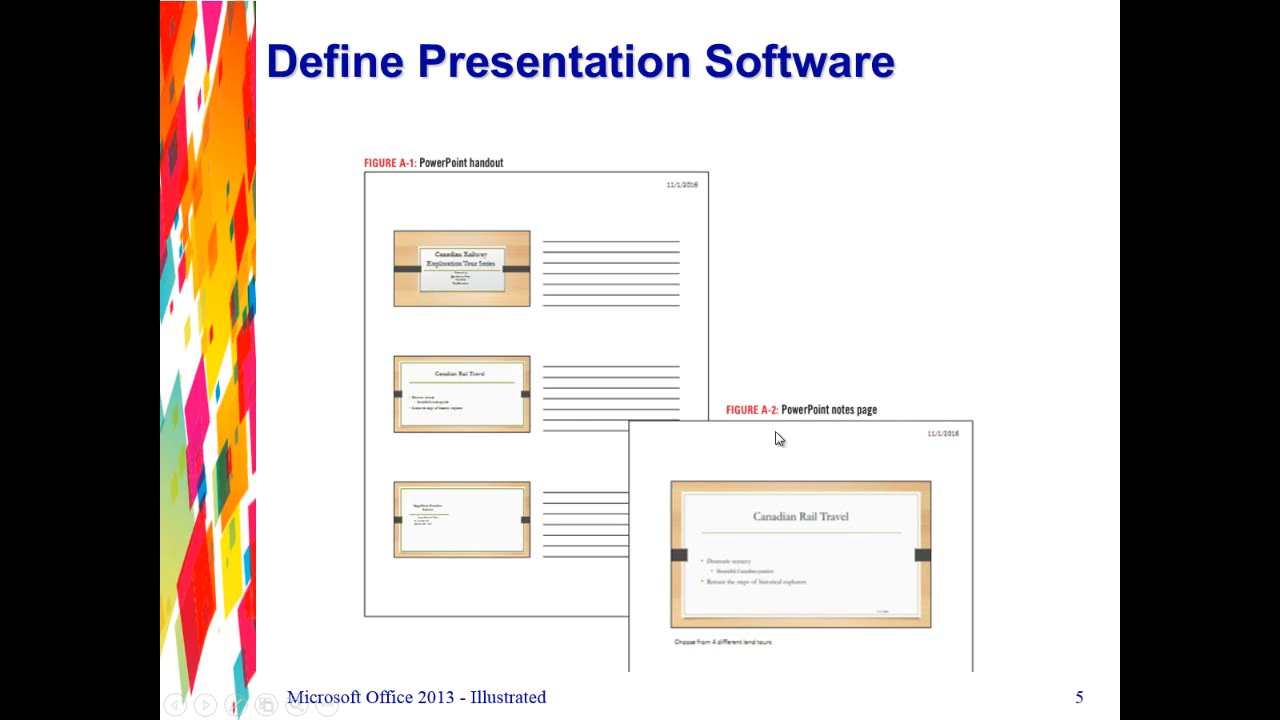 Define Presentation Software
FIGURE A-1: PowerPoint handout
11/1/2016
Canadian Railway
Exploration Tour Series
Canadian Rail Travel
FIGURE A-2: PowerPoint notes page
11/1/2016
Canadian Rail Travel
Dramatic scenery
Beautiful Canadian
Retrace the steps of historical explorers
Choose from 4 different land tours
Microsoft Office 2013 - Illustrated
5